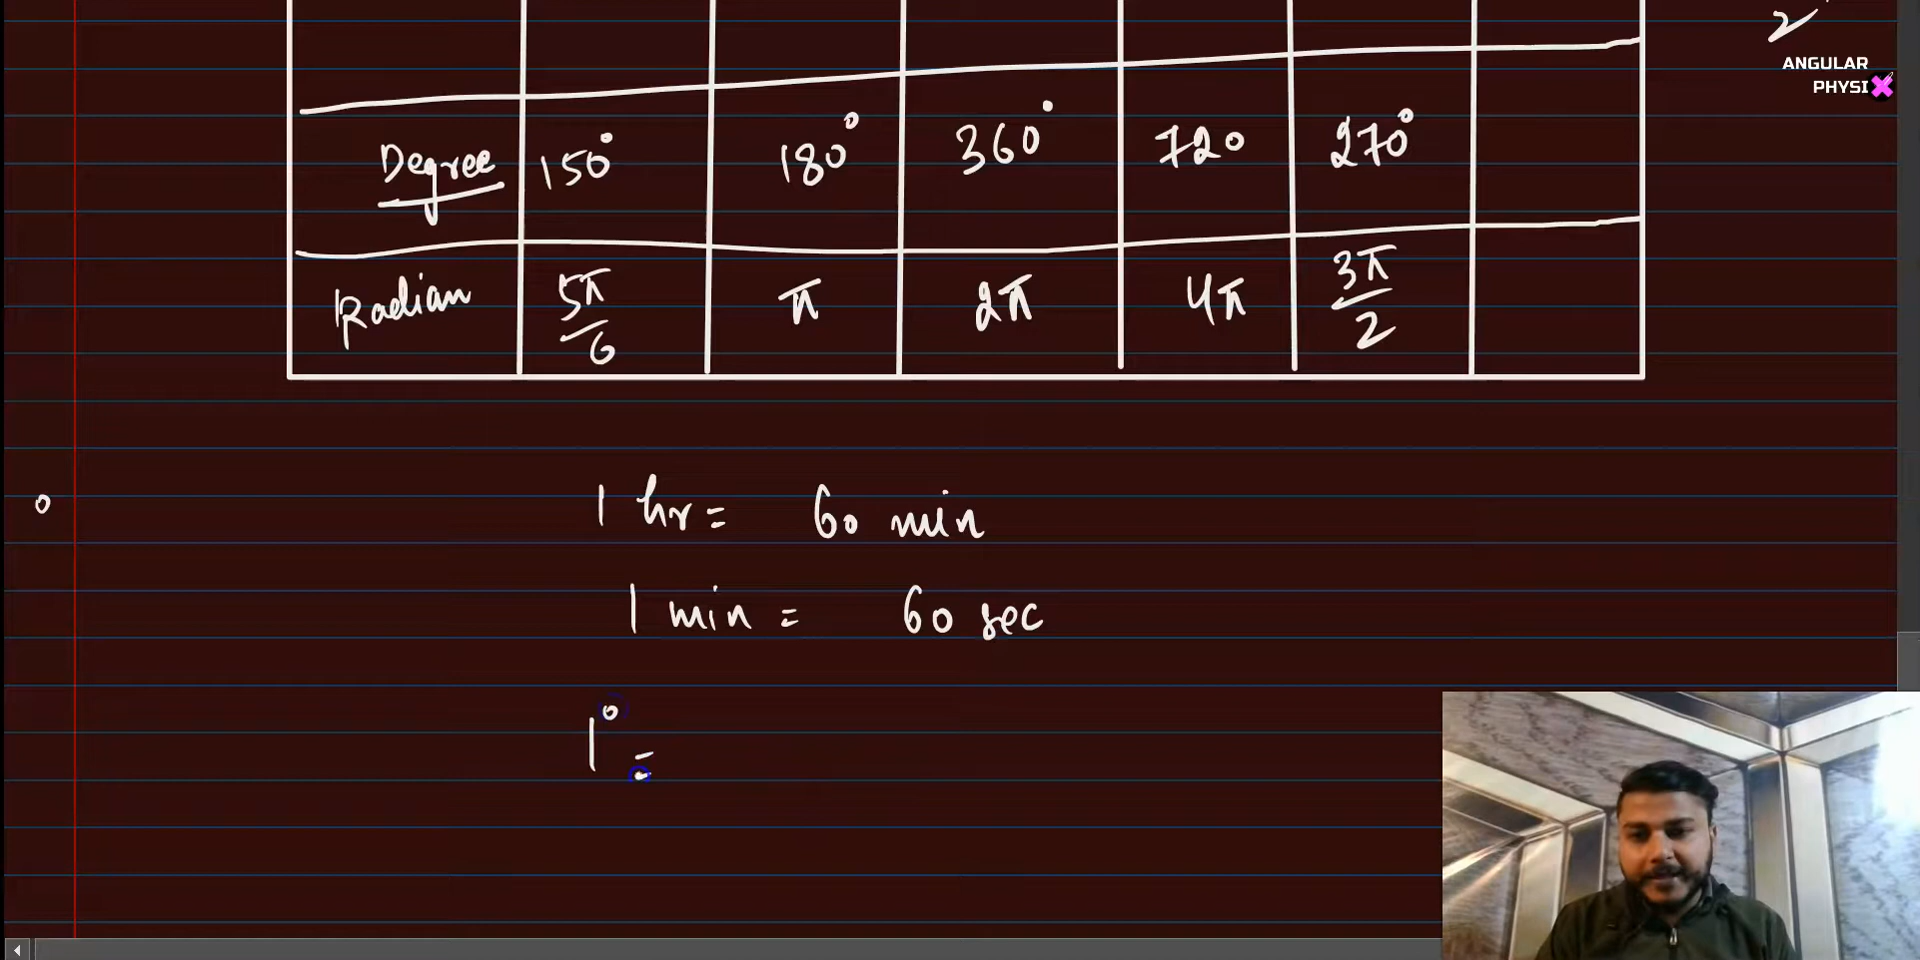 2
ANGULAR
PHYSI
Degree 150° 180° 360° 720 270°
Radian 5π/6 π 2π 4π 3π/2
1 hr = 60 min
1 min = 60 sec
1° =